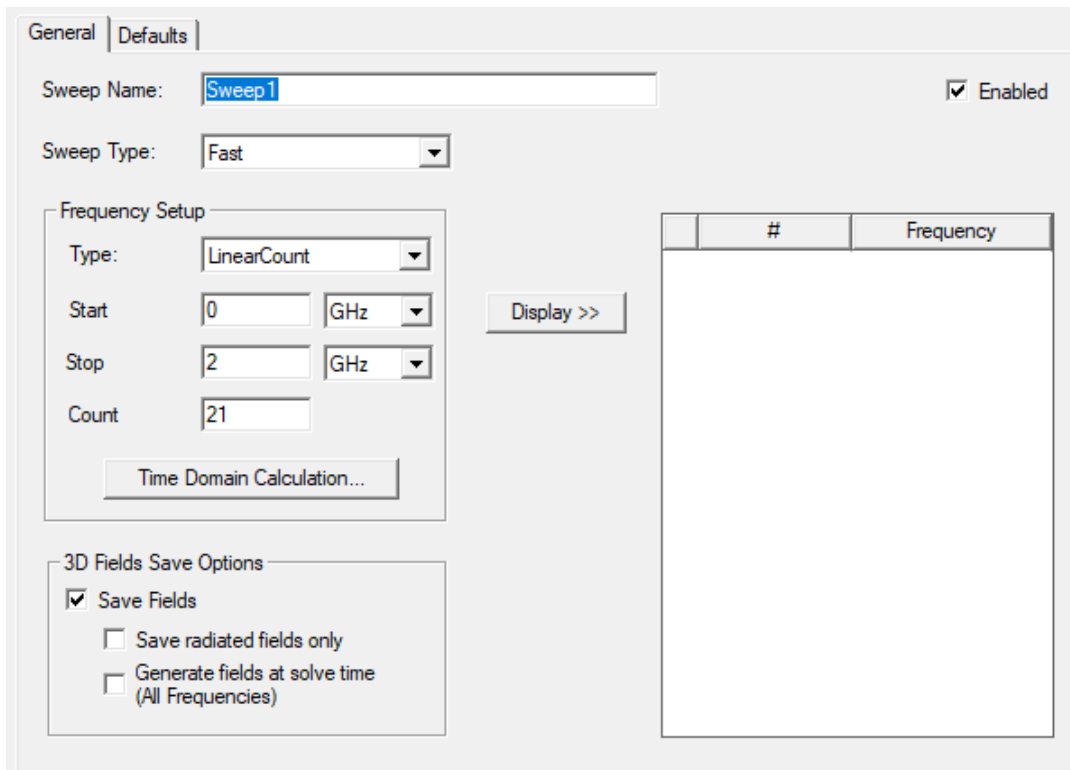 General
Defaults
Sweep Name:
Sweep1
Enabled
Sweep Type:
Fast
Frequency Setup
Type:
LinearCount
Start
0
GHz
Stop
2
GHz
Count
21
Time Domain Calculation...
Display >>
#
Frequency
3D Fields Save Options
Save Fields
Save radiated fields only
Generate fields at solve time
(All Frequencies)